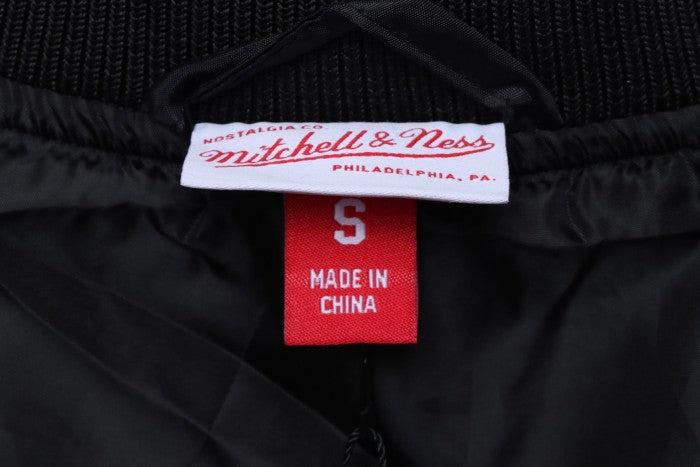 NOSTALGIA CO.
Mitchell & Ness
PHILADELPHIA, PA.
S
MADE IN
CHINA